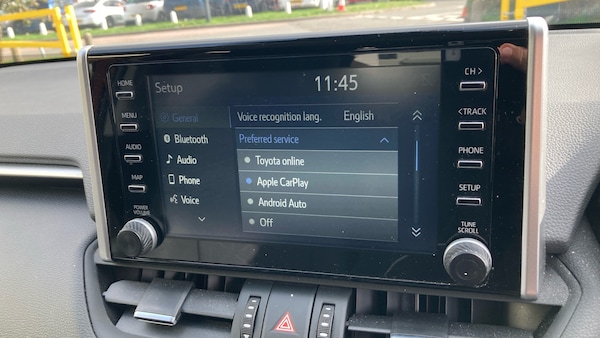 Setup
11:45
CH >
HOME
MENU
AUDIO
MAP
POWER
VOLUME
General
Bluetooth
Audio
Phone
Voice
Voice recognition lang. English
Preferred service
Toyota online
Apple CarPlay
Android Auto
Off
< TRACK
PHONE
SETUP
TUNE
SCROLL